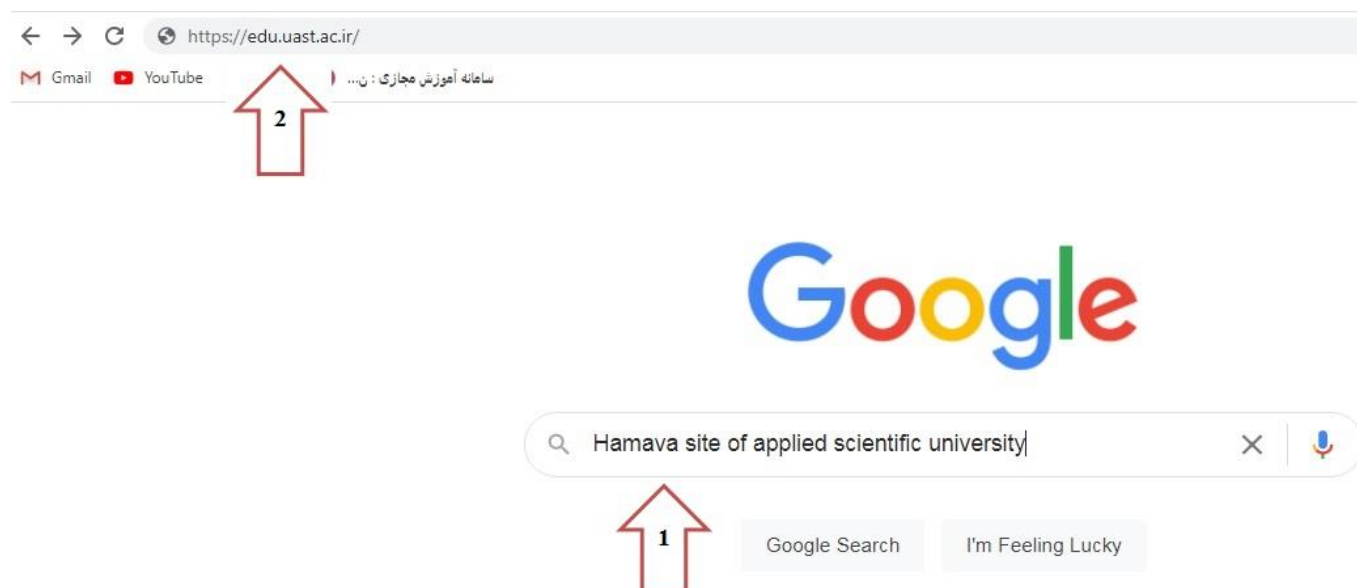 https://edu.uast.ac.ir/
Gmail YouTube سامانه آموزش مجازی : ن...
2
Google
Hamava site of applied scientific university
1
Google Search I'm Feeling Lucky